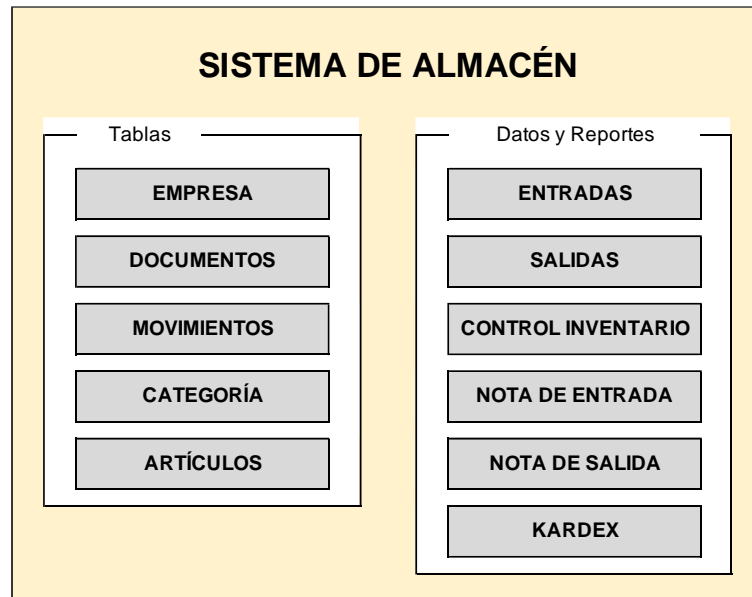 SISTEMA DE ALMACÉN
Tablas
EMPRESA
DOCUMENTOS
MOVIMIENTOS
CATEGORÍA
ARTÍCULOS
Datos y Reportes
ENTRADAS
SALIDAS
CONTROL INVENTARIO
NOTA DE ENTRADA
NOTA DE SALIDA
KARDEX